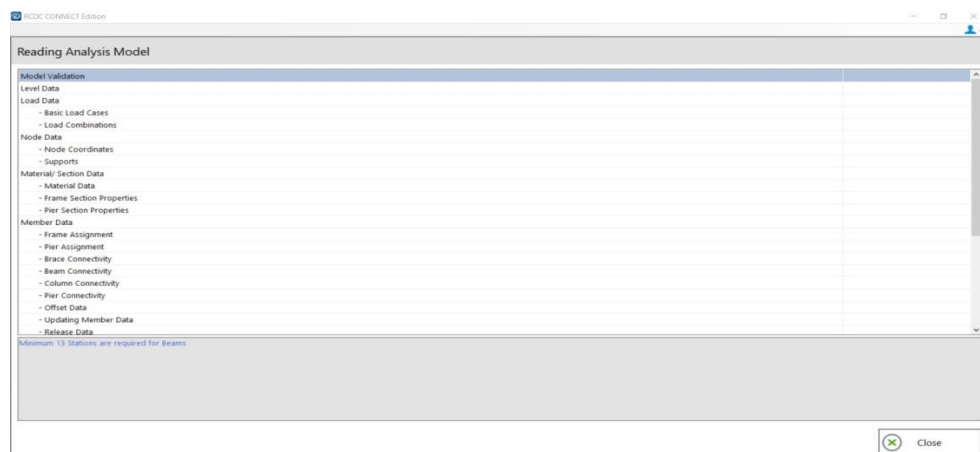 RCDC CONNECT Edition
Reading Analysis Model
Model Validation
Level Data
Load Data
- Basic Load Cases
- Load Combinations
Node Data
- Node Coordinates
- Supports
Material/ Section Data
- Material Data
- Frame Section Properties
- Pier Section Properties
Member Data
- Frame Assignment
- Pier Assignment
- Brace Connectivity
- Beam Connectivity
- Column Connectivity
- Pier Connectivity
- Offset Data
- Updating Member Data
- Release Data
Minimum 13 Stations are required for Beams
Close